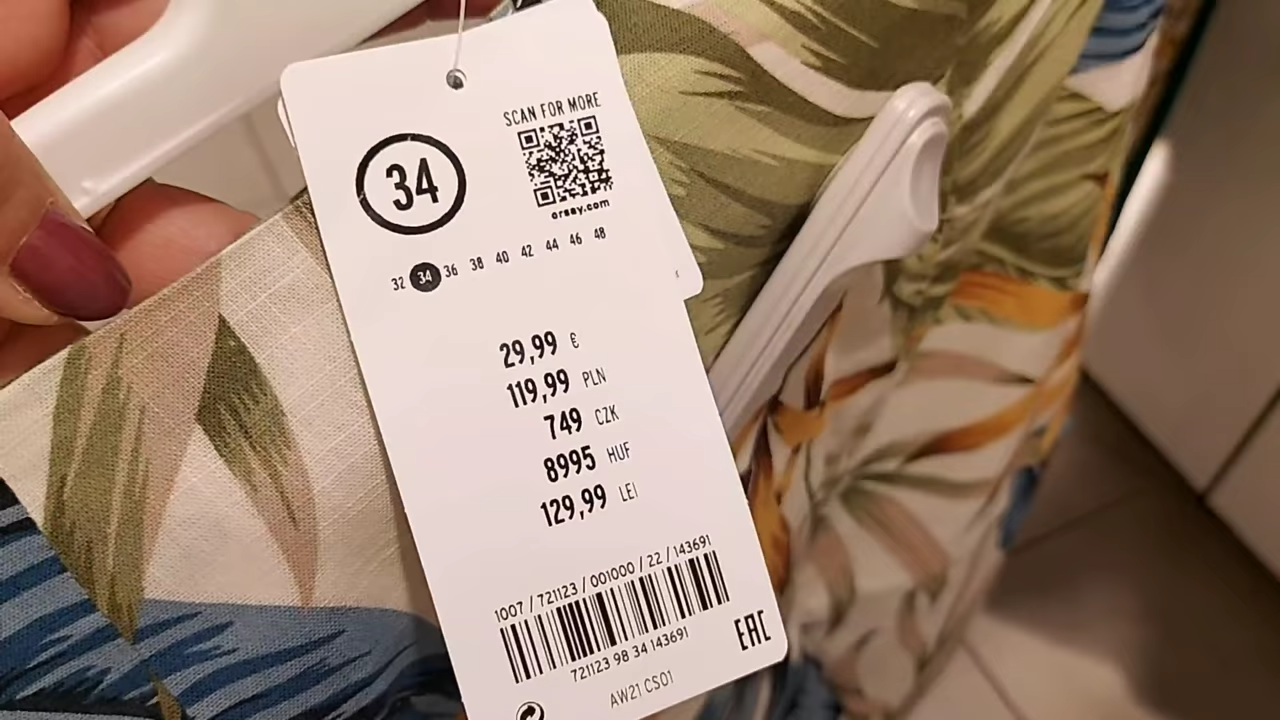 SCAN FOR MORE
34
orsay.com
32 34 36 38 40 42 44 46 48
29,99 €
119,99 PLN
749 CZK
8995 HUF
129,99 LEI
1007 / 721123 / 001000 / 22 / 143691
721123 98 34 143691
EAC
AW21 CS01